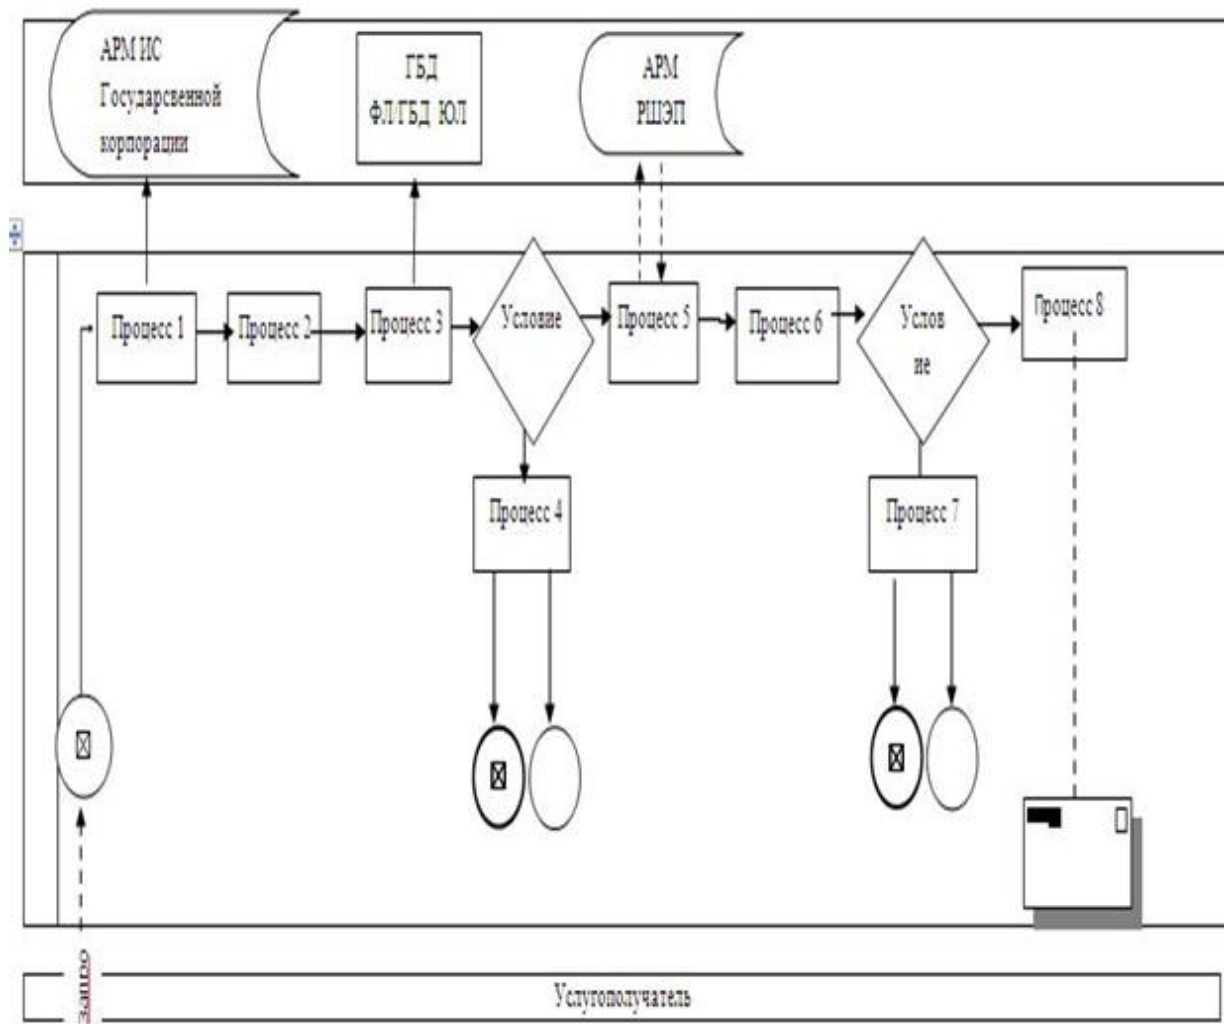 АРМ ИС
Государсвенной
корпорации
ГБД
ФЛ/ГБД ЮЛ
АРМ
РШЭП
Процесс 1
Процесс 2
Процесс 3
Условие
Процесс 5
Процесс 6
Услов
ие
Процесс 8
Процесс 4
Процесс 7
Запро
Услугополучатель